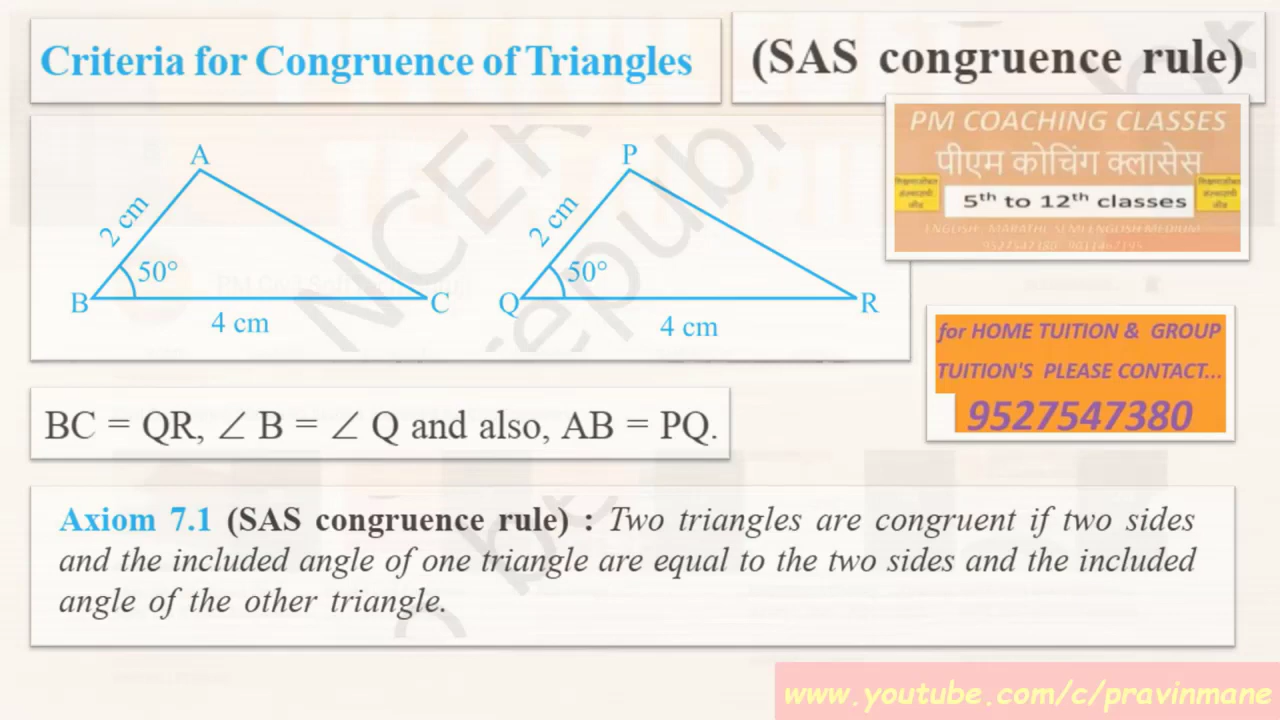 Criteria for Congruence of Triangles
(SAS congruence rule)
PM COACHING CLASSES
पीएम कोचिंग क्लासेस
5th to 12th classes
A
2 cm
50°
B
C
4 cm
P
2 cm
50°
Q
R
4 cm
for HOME TUITION & GROUP
TUITION'S PLEASE CONTACT...
9527547380
BC = QR, ∠ B = ∠ Q and also, AB = PQ.
Axiom 7.1 (SAS congruence rule) : Two triangles are congruent if two sides
and the included angle of one triangle are equal to the two sides and the included
angle of the other triangle.
www.youtube.com/c/pravinmane